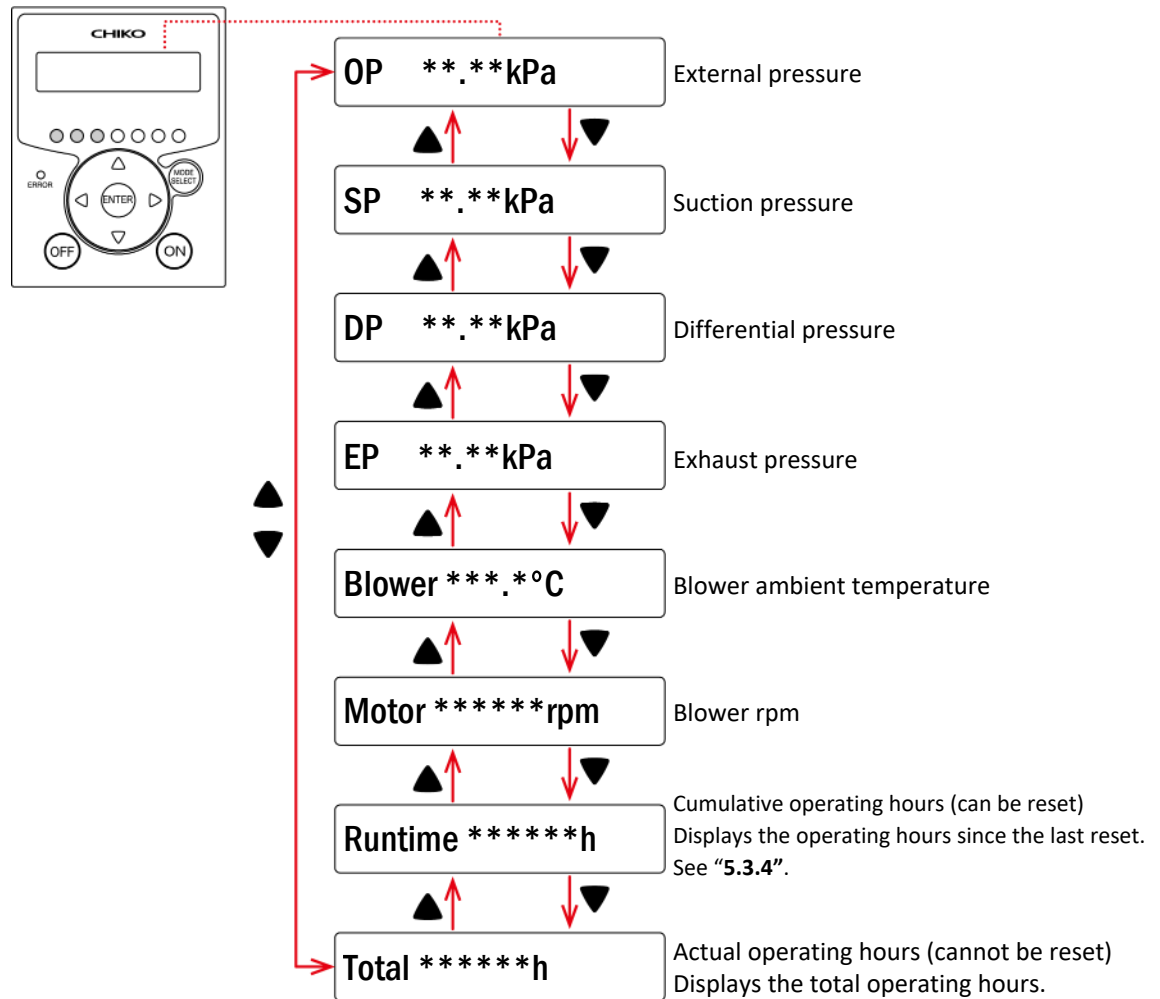 CHIKO
ERROR
MODE
SELECT
ENTER
OFF
ON
OP **.**kPa
External pressure
SP **.**kPa
Suction pressure
DP **.**kPa
Differential pressure
EP **.**kPa
Exhaust pressure
Blower ***.*°C
Blower ambient temperature
Motor ******rpm
Blower rpm
Runtime ******h
Cumulative operating hours (can be reset)
Displays the operating hours since the last reset.
See “5.3.4”.
Total ******h
Actual operating hours (cannot be reset)
Displays the total operating hours.